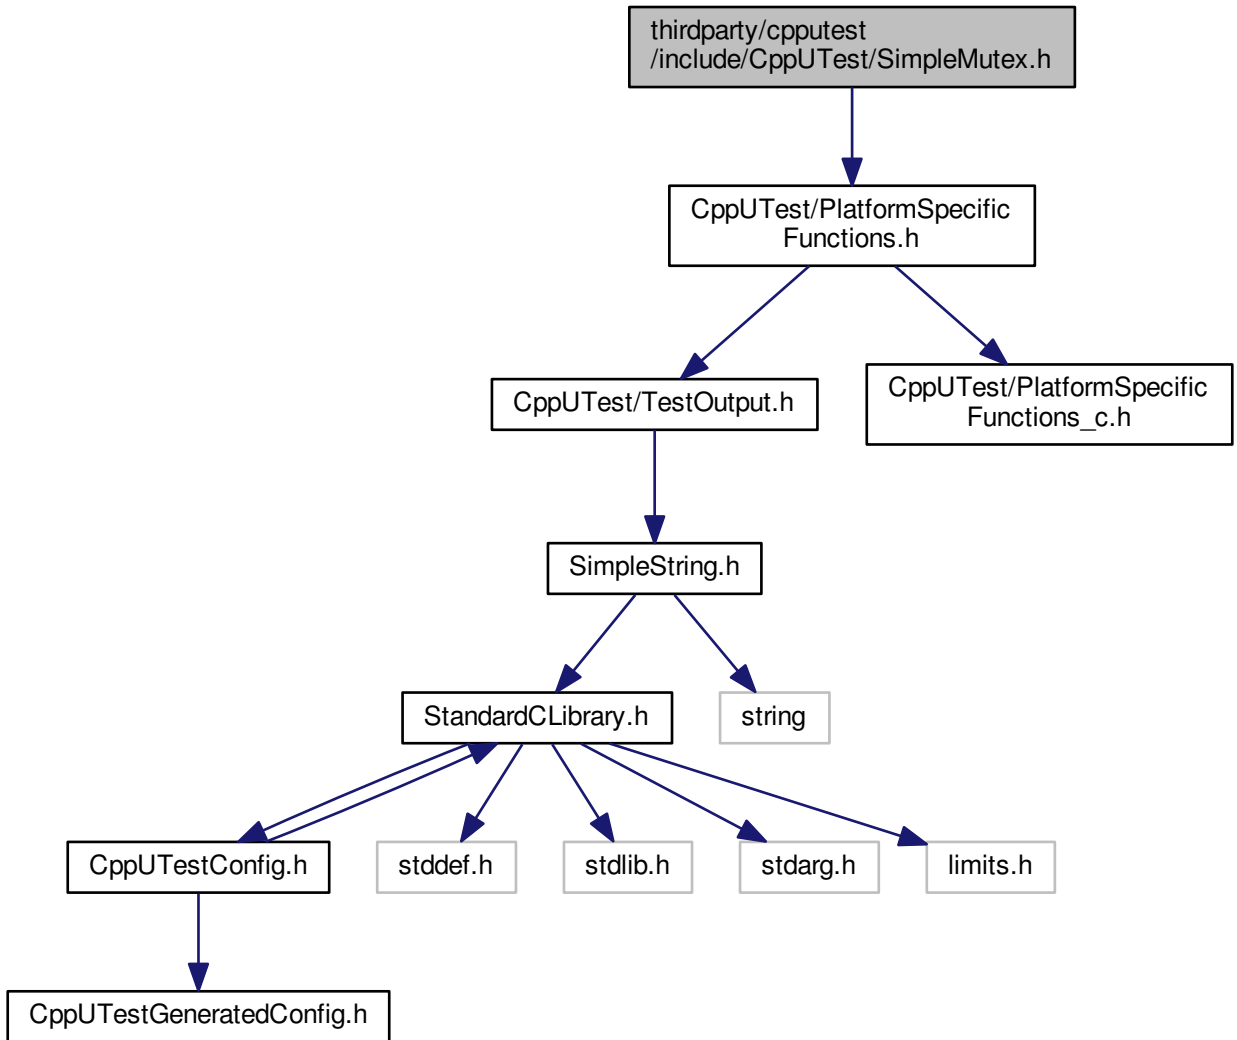 thirdparty/cpputest
/include/CppUTest/SimpleMutex.h
CppUTest/PlatformSpecific
Functions.h
CppUTest/TestOutput.h
CppUTest/PlatformSpecific
Functions_c.h
SimpleString.h
StandardCLibrary.h
string
CppUTestConfig.h
stddef.h
stdlib.h
stdarg.h
limits.h
CppUTestGeneratedConfig.h